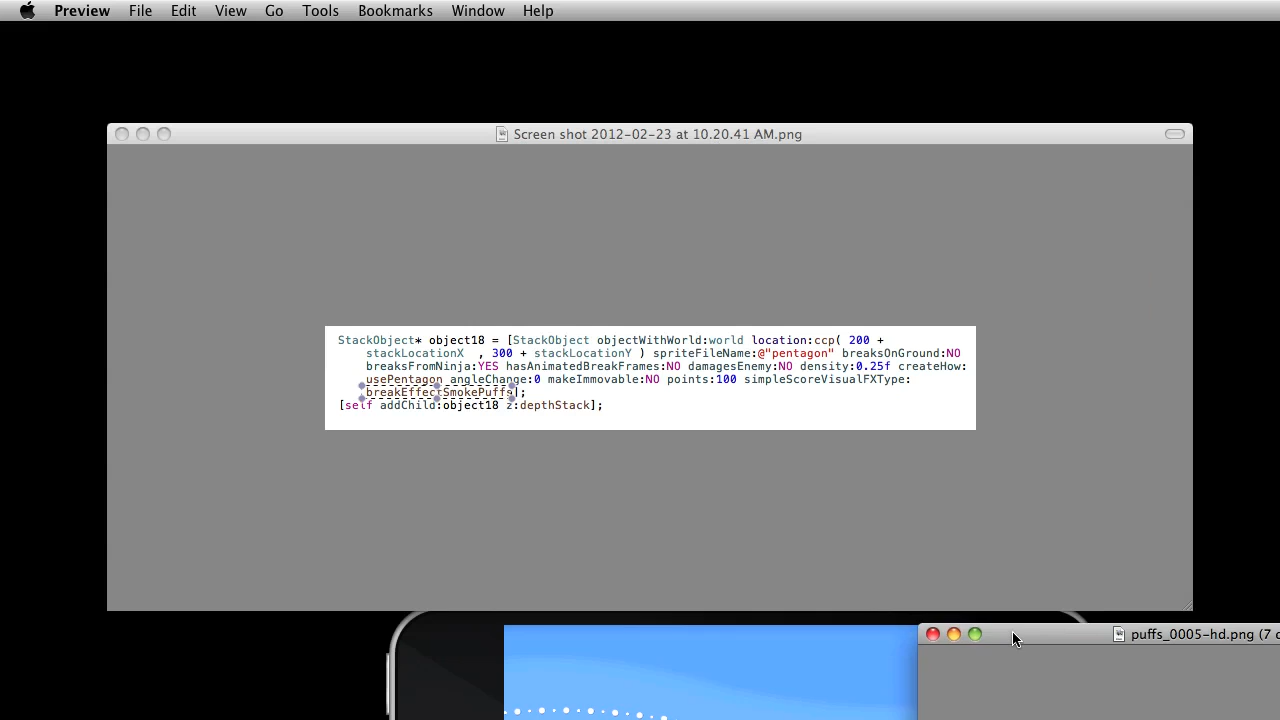 Preview File Edit View Go Tools Bookmarks Window Help
Screen shot 2012-02-23 at 10.20.41 AM.png
StackObject* object18 = [StackObject objectWithWorld:world location:ccp( 200 +
stackLocationX , 300 + stackLocationY ) spriteFileName:@"pentagon" breaksOnGround:NO
breaksFromNinja:YES hasAnimatedBreakFrames:NO damagesEnemy:NO density:0.25f createHow:
usePentagon angleChange:0 makeImmovable:NO points:100 simpleScoreVisualFXType:
breakEffectSmokePuffs];
[self addChild:object18 z:depthStack];
puffs_0005-hd.png (7